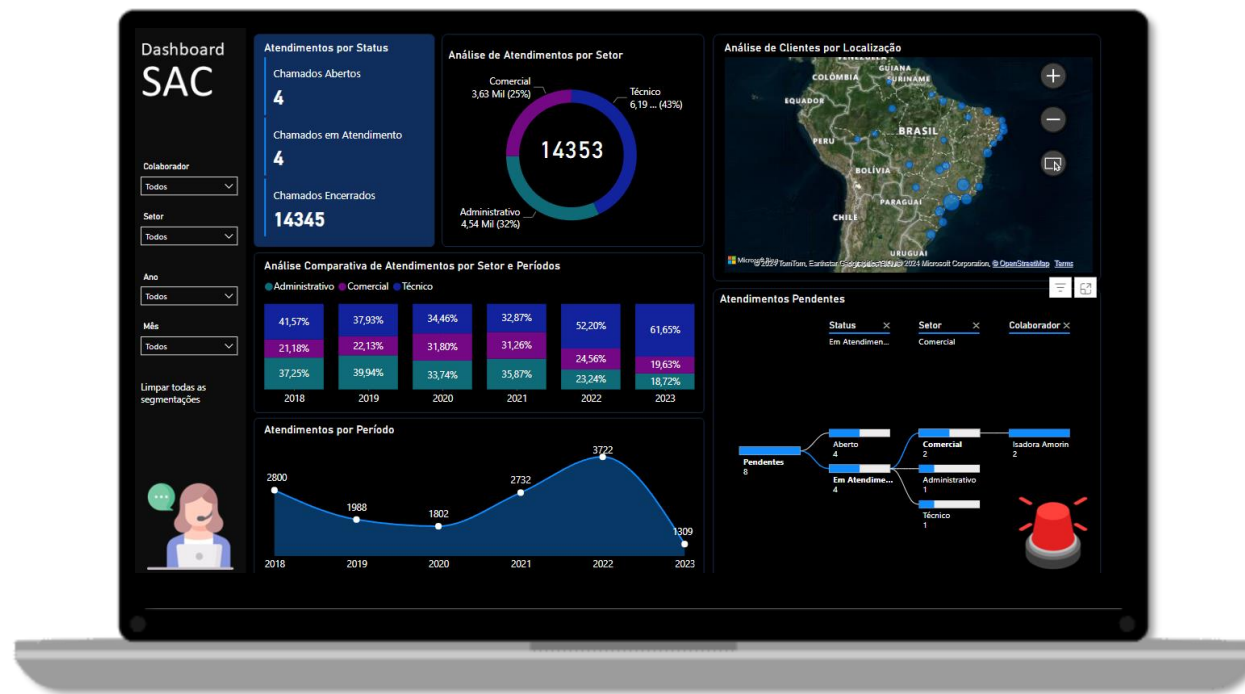 Dashboard
SAC
Colaborador
Todos
Setor
Todos
Ano
Todos
Mês
Todos
Limpar todas as
segmentações
Atendimentos por Status
Chamados Abertos
4
Chamados em Atendimento
4
Chamados Encerrados
14345
Análise de Atendimentos por Setor
Comercial
3,63 Mil (25%)
Técnico
6,19 ... (43%)
14353
Administrativo
4,54 Mil (32%)
Análise Comparativa de Atendimentos por Setor e Períodos
Administrativo Comercial Técnico
41,57% 37,93% 34,46% 32,87% 52,20% 61,65%
21,18% 22,13% 31,80% 31,26% 24,56% 19,63%
37,25% 39,94% 33,74% 35,87% 23,24% 18,72%
2018 2019 2020 2021 2022 2023
Atendimentos por Período
2800 1988 1802 2732 3722 1309
2018 2019 2020 2021 2022 2023
Análise de Clientes por Localização
VENEZUELA
GUIANA
COLÔMBIA SURINAME
EQUADOR
BRASIL
PERU
BOLÍVIA
PARAGUAI
CHILE
URUGUAI
© 2024 TomTom, Earthstar 2024 Microsoft Corporation, © OpenStreetMap Terms
Atendimentos Pendentes
Status Setor Colaborador
Em Atendimen... Comercial
Pendentes
8
Aberto
4
Em Atendime...
4
Comercial
2
Administrativo
1
Técnico
1
Isadora Amorin
2